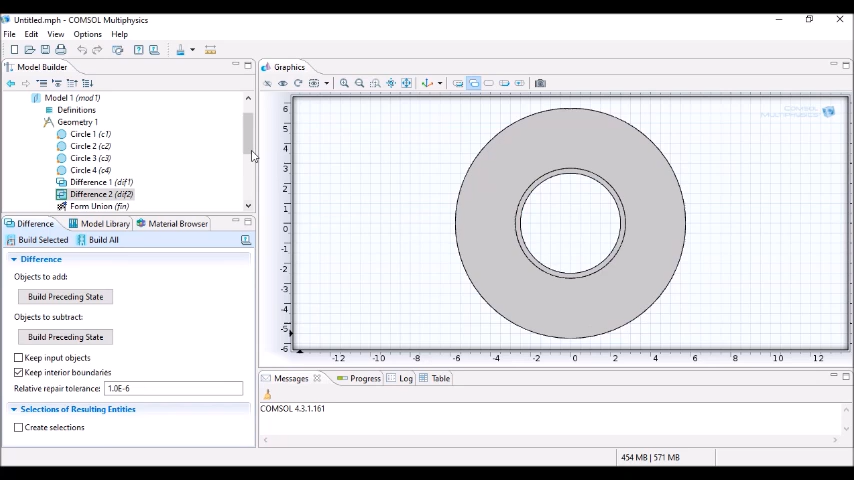 Untitled.mph - COMSOL Multiphysics
File Edit View Options Help
Model Builder
Model 1 (mod1)
Definitions
Geometry 1
Circle 1 (c1)
Circle 2 (c2)
Circle 3 (c3)
Circle 4 (c4)
Difference 1 (dif1)
Difference 2 (dif2)
Form Union (fin)
Difference Model Library Material Browser
Build Selected Build All
Difference
Objects to add:
Build Preceding State
Objects to subtract:
Build Preceding State
Keep input objects
Keep interior boundaries
Relative repair tolerance: 1.0E-6
Selections of Resulting Entities
Create selections
Graphics
COMSOL
MULTIPHYSICS
6
5
4
3
2
1
0
-1
-2
-3
-4
-5
-6
-12 -10 -8 -6 -4 -2 0 2 4 6 8 10 12
Messages Progress Log Table
COMSOL 4.3.1.161
454 MB | 571 MB